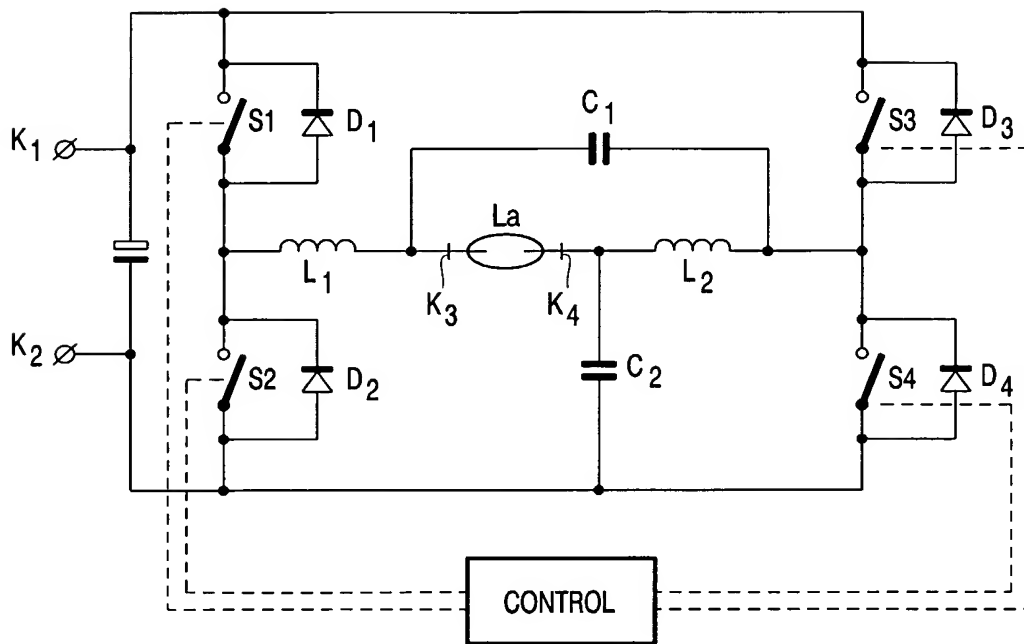 S1
D₁
C₁
S3
D₃
K₁
La
L₁
K₃
K₄
L₂
K₂
S2
D₂
C₂
S4
D₄
CONTROL